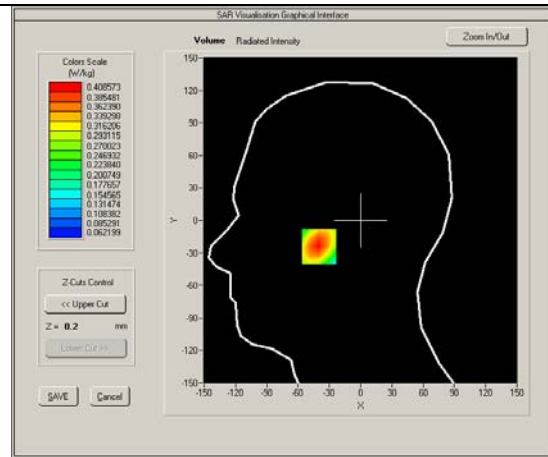 SAR Visualisation Graphical Interface
Volume Radiated Intensity
Zoom In/Out
Colors Scale
(W/kg)
0.408573
0.385481
0.362390
0.339298
0.316206
0.293115
0.270023
0.246932
0.223840
0.200749
0.177657
0.154565
0.131474
0.108382
0.085291
0.062199
Z-Cuts Control
<< Upper Cut
Z = 0.2 mm
Lower Cut >>
SAVE Cancel
150
120
90
60
30
0
-30
-60
-90
-120
-150
Y
-150 -120 -90 -60 -30 0 30 60 90 120 150
X